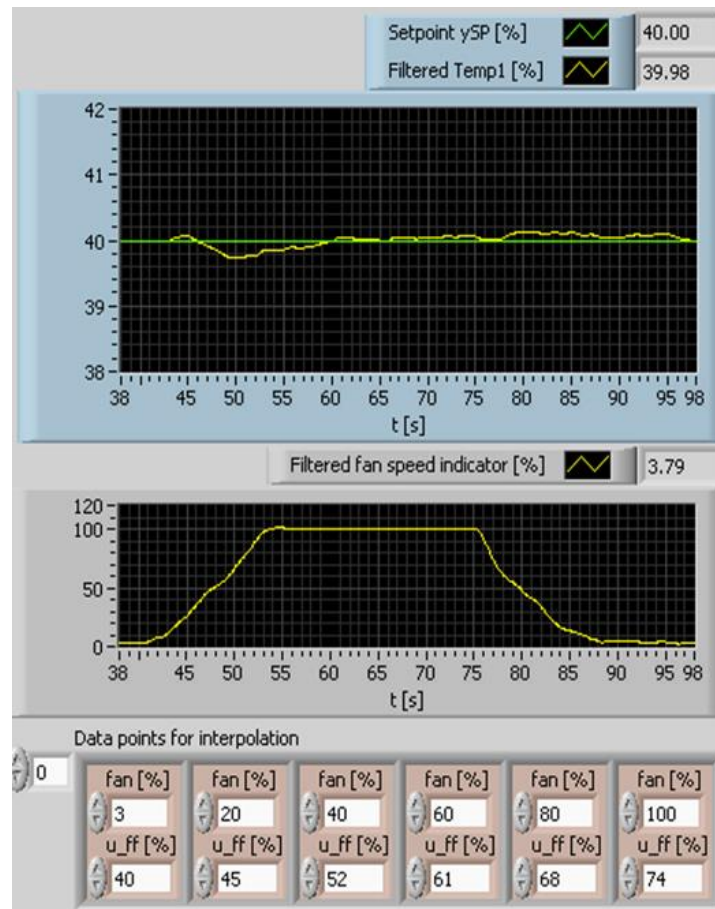 Setpoint ySP [%] 40.00
Filtered Temp1 [%] 39.98
42
41
40
39
38
38 45 50 55 60 65 70 75 80 85 90 95 98
t [s]
Filtered fan speed indicator [%] 3.79
120
100
50
0
38 45 50 55 60 65 70 75 80 85 90 95 98
t [s]
Data points for interpolation
0
fan [%] fan [%] fan [%] fan [%] fan [%] fan [%]
3 20 40 60 80 100
u_ff [%] u_ff [%] u_ff [%] u_ff [%] u_ff [%] u_ff [%]
40 45 52 61 68 74